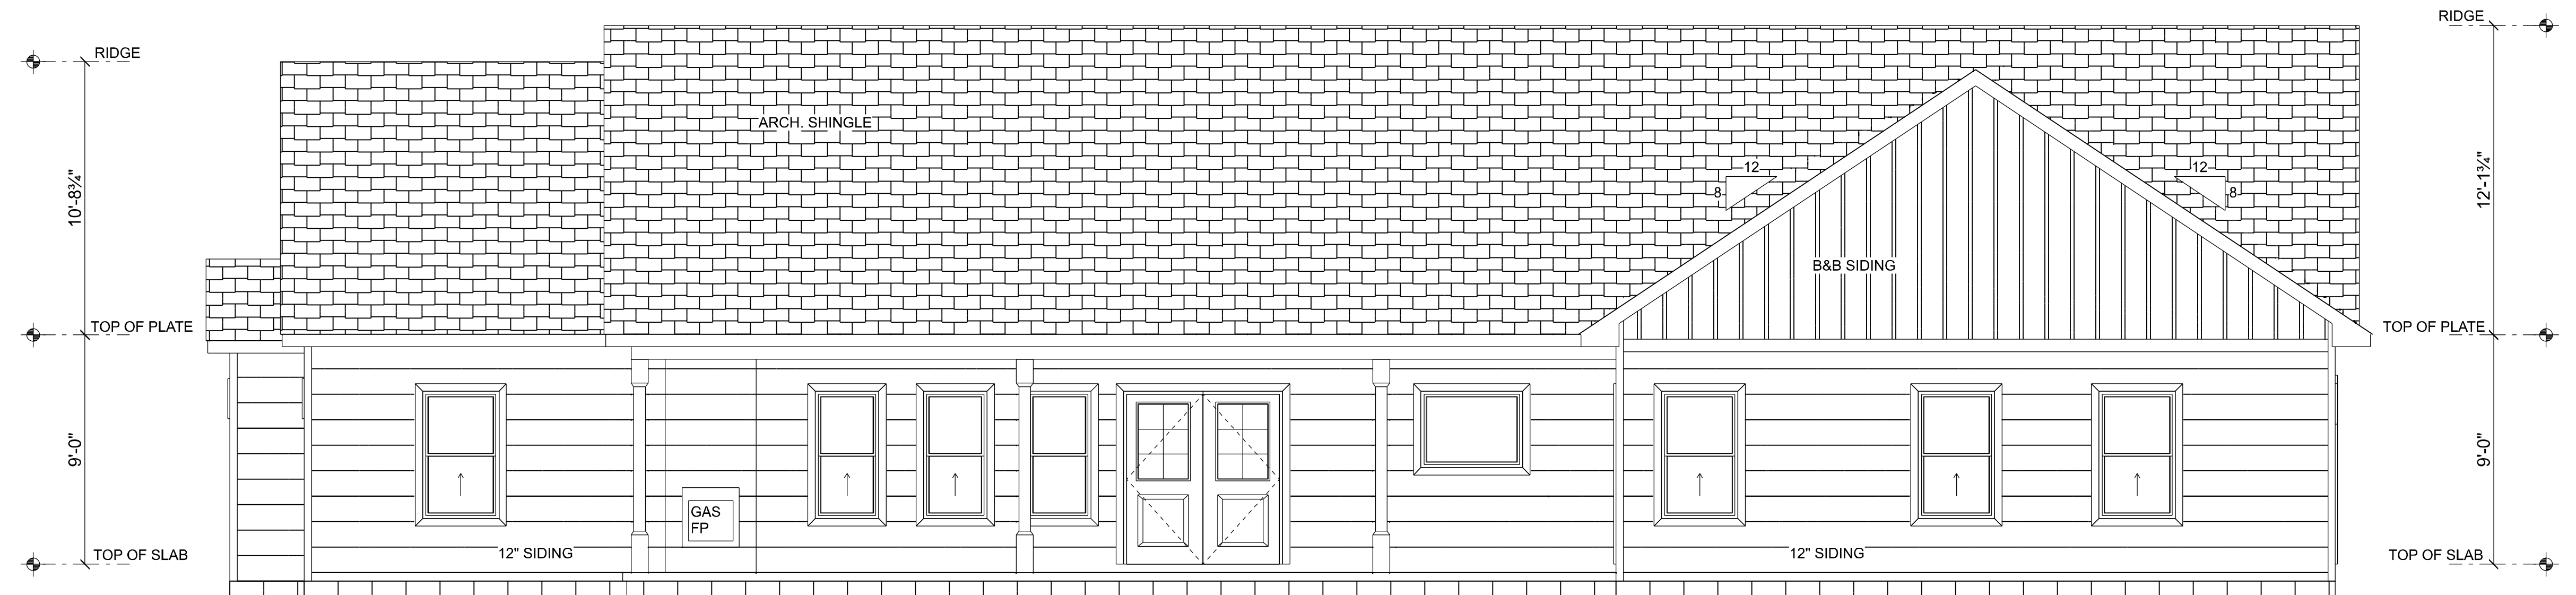 RIDGE
RIDGE
ARCH. SHINGLE
10'-8¾"
12
8
12
8
12'-1¾"
B&B SIDING
TOP OF PLATE
TOP OF PLATE
9'-0"
9'-0"
GAS
FP
TOP OF SLAB
12" SIDING
12" SIDING
TOP OF SLAB